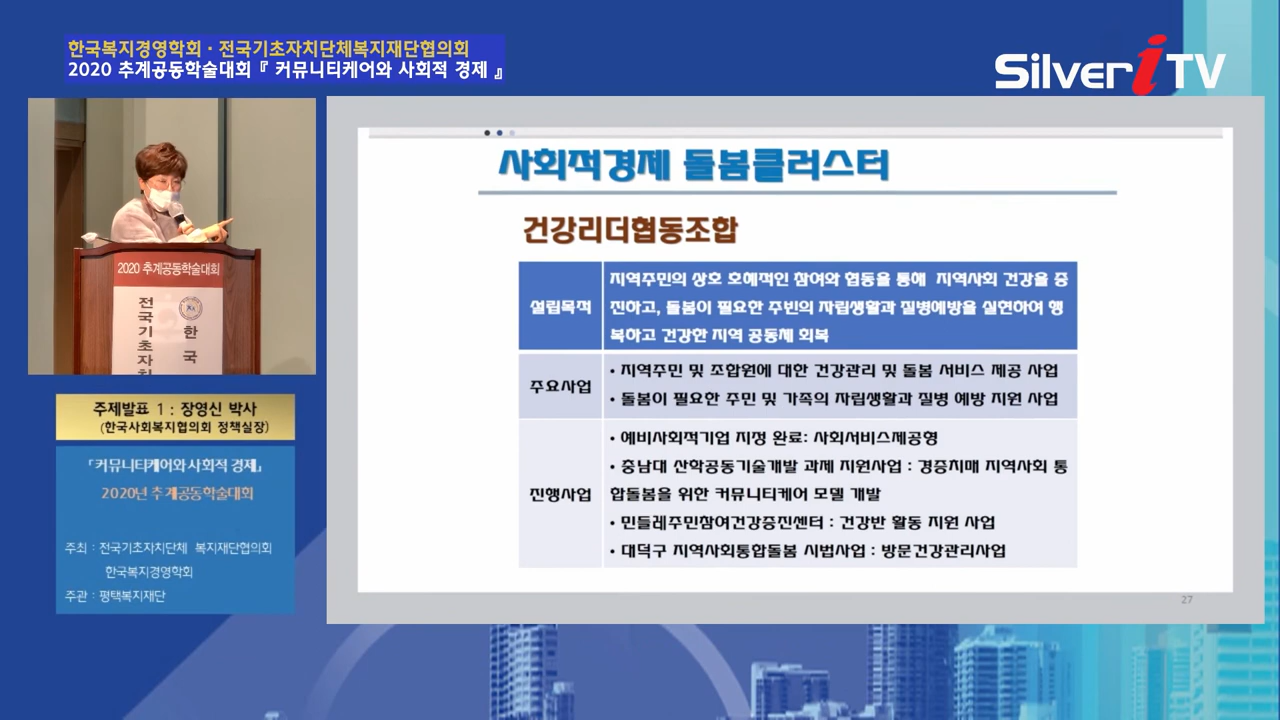 한국복지경영학회 · 전국기초자치단체복지재단협의회
2020 추계공동학술대회 『 커뮤니티케어와 사회적 경제 』
Silver i TV
사회적경제 돌봄클러스터
건강리더협동조합
설립목적
지역주민의 상호 호혜적인 참여와 협동을 통해 지역사회 건강을 증
진하고, 돌봄이 필요한 주민의 자립생활과 질병예방을 실현하여 행
복하고 건강한 지역 공동체 회복
주요사업
• 지역주민 및 조합원에 대한 건강관리 및 돌봄 서비스 제공 사업
• 돌봄이 필요한 주민 및 가족의 자립생활과 질병 예방 지원 사업
진행사업
• 예비사회적기업 지정 완료: 사회서비스제공형
• 충남대 산학공동기술개발 과제 지원사업 : 경증치매 지역사회 통
합돌봄을 위한 커뮤니티케어 모델 개발
• 민들레주민참여건강증진센터 : 건강반 활동 지원 사업
• 대덕구 지역사회통합돌봄 시범사업 : 방문건강관리사업
27
2020 추계공동학술대회
전국기초자치
한국
주제발표 1 : 장영신 박사
(한국사회복지협의회 정책실장)
「커뮤니티케어와 사회적 경제」
2020년 추계공동학술대회
주최 : 전국기초자치단체 복지재단협의회
한국복지경영학회
주관 : 평택복지재단